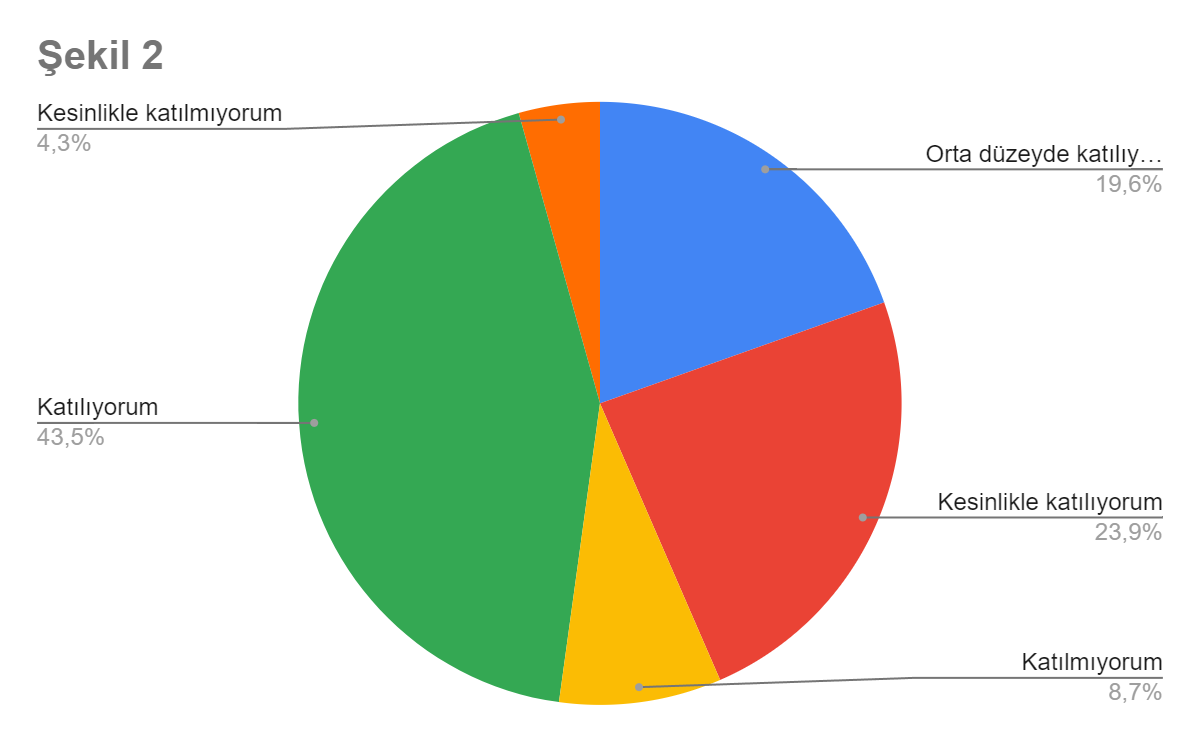 Şekil 2
Kesinlikle katılmıyorum
4,3%
Orta düzeyde katılıy…
19,6%
Katılıyorum
43,5%
Kesinlikle katılıyorum
23,9%
Katılmıyorum
8,7%